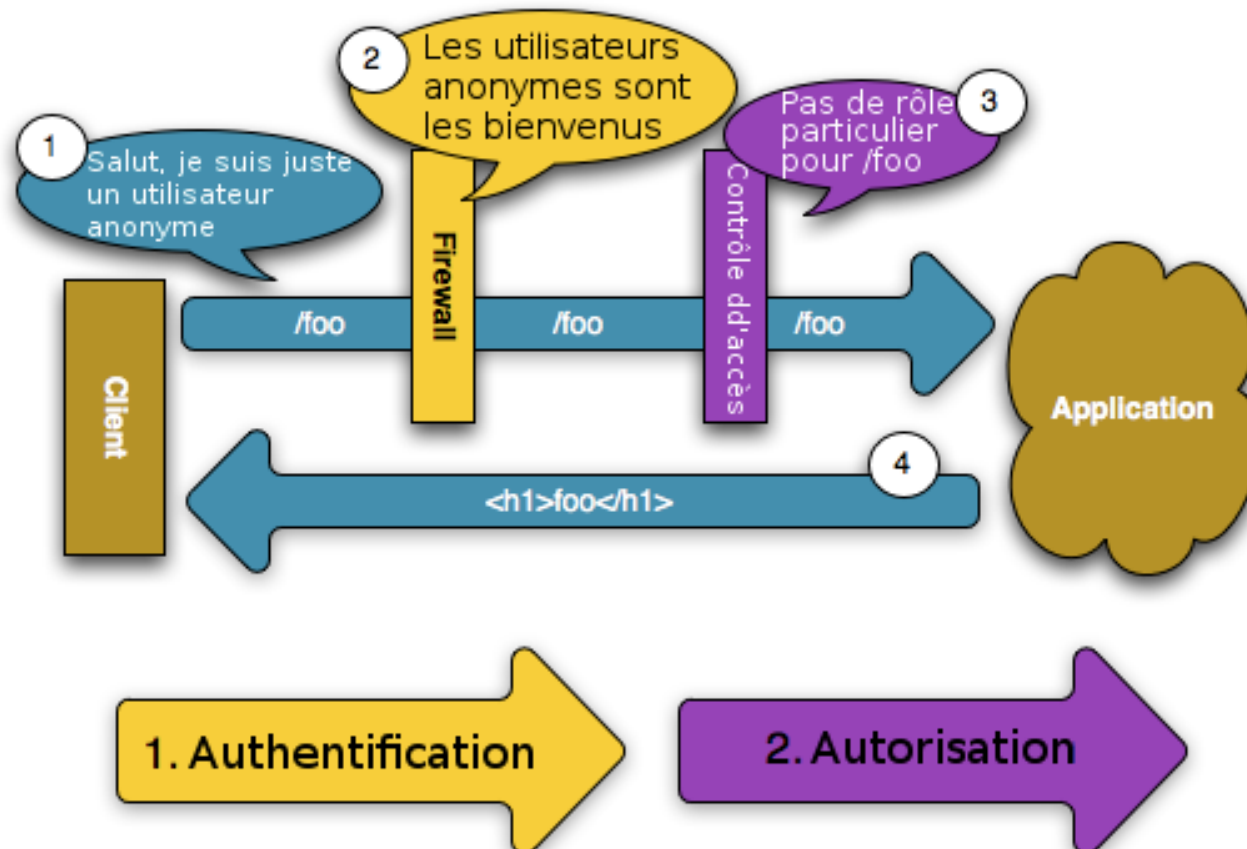 1
Salut, je suis juste
un utilisateur
anonyme
2
Les utilisateurs
anonymes sont
les bienvenus
3
Pas de rôle
particulier
pour /foo
Client
/foo
Firewall
/foo
Contrôle dd'accès
/foo
Application
4
<h1>foo</h1>
1. Authentification
2. Autorisation